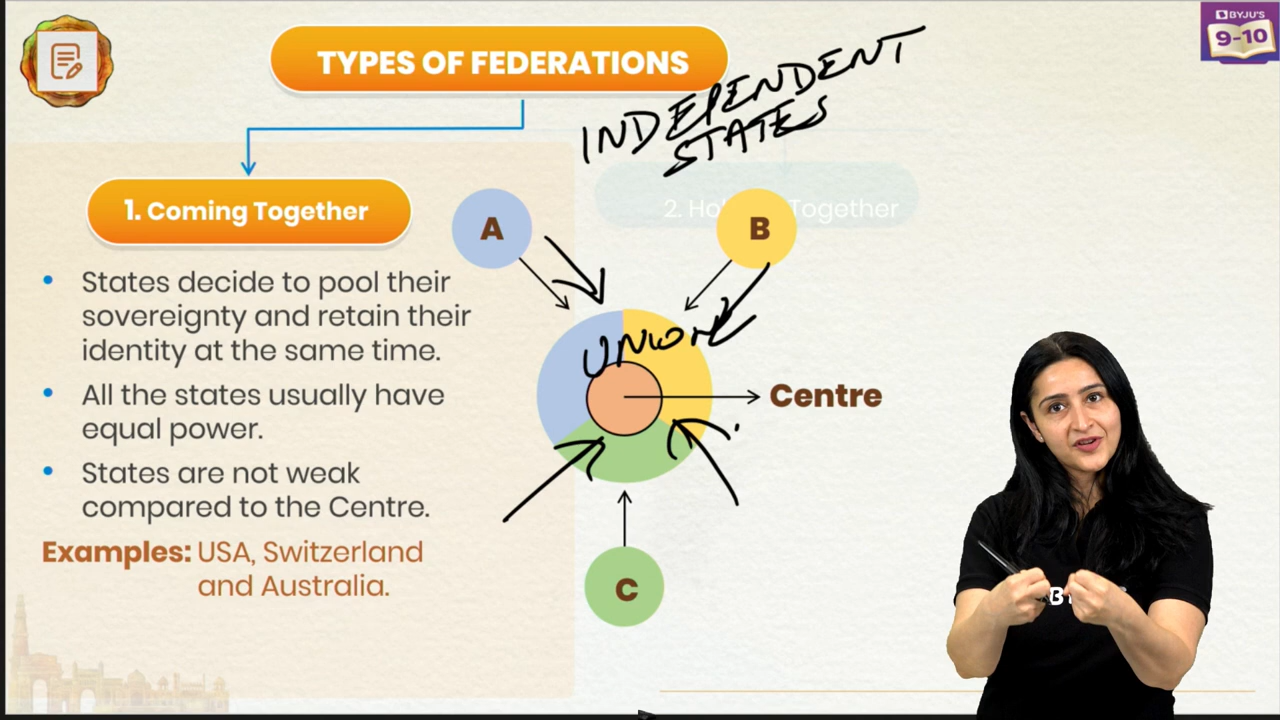 BYJU'S
9-10
TYPES OF FEDERATIONS
INDEPENDENT
STATES
1. Coming Together
2. Together
A
B
• States decide to pool their
sovereignty and retain their
identity at the same time.
• All the states usually have
equal power.
• States are not weak
compared to the Centre.
Examples: USA, Switzerland
and Australia.
UNION
Centre
C